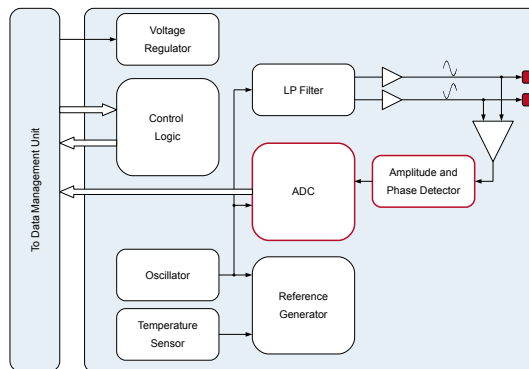 To Data Management Unit
Voltage
Regulator
Control
Logic
LP Filter
ADC
Amplitude and
Phase Detector
Oscillator
Reference
Generator
Temperature
Sensor